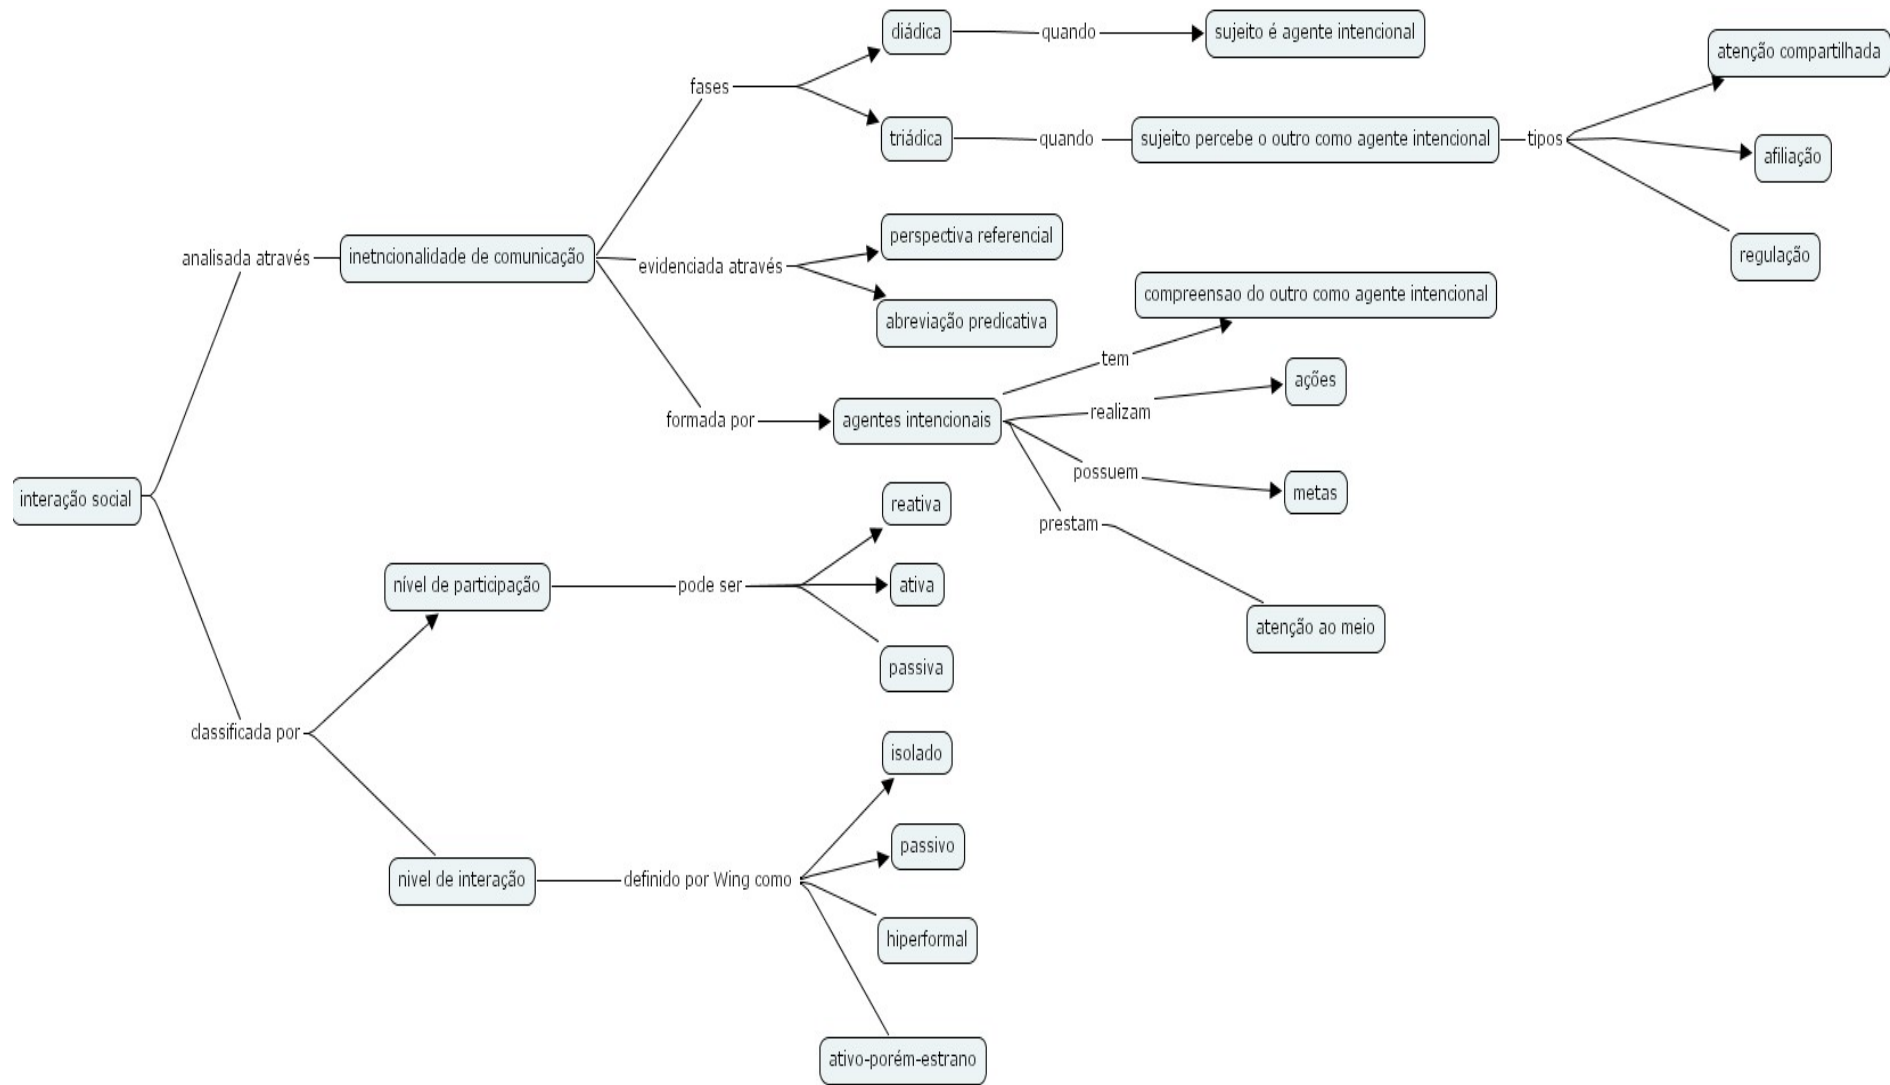 diádica
quando
sujeito é agente intencional
atenção compartilhada
fases
triádica
quando
sujeito percebe o outro como agente intencional
tipos
afiliação
regulação
analisada através
inetncionalidade de comunicação
evidenciada através
perspectiva referencial
abreviação predicativa
compreensao do outro como agente intencional
tem
ações
realizam
formada por
agentes intencionais
possuem
metas
prestam
atenção ao meio
interação social
reativa
nível de participação
pode ser
ativa
passiva
classificada por
isolado
passivo
nivel de interação
definido por Wing como
hiperformal
ativo-porém-estrano